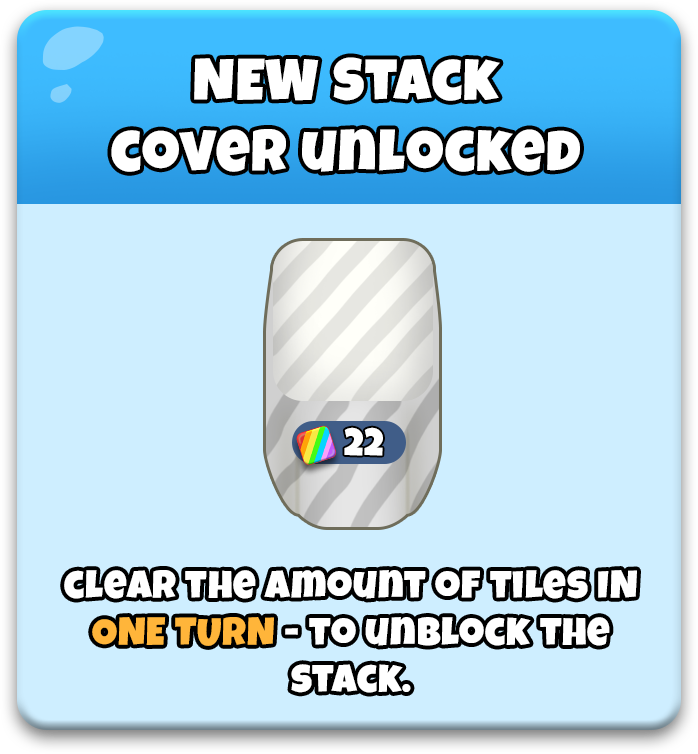 NEW STACK
COVER UNLOCKED
22
CLEAR THE AMOUNT OF TILES IN
ONE TURN - TO UNBLOCK THE
STACK.